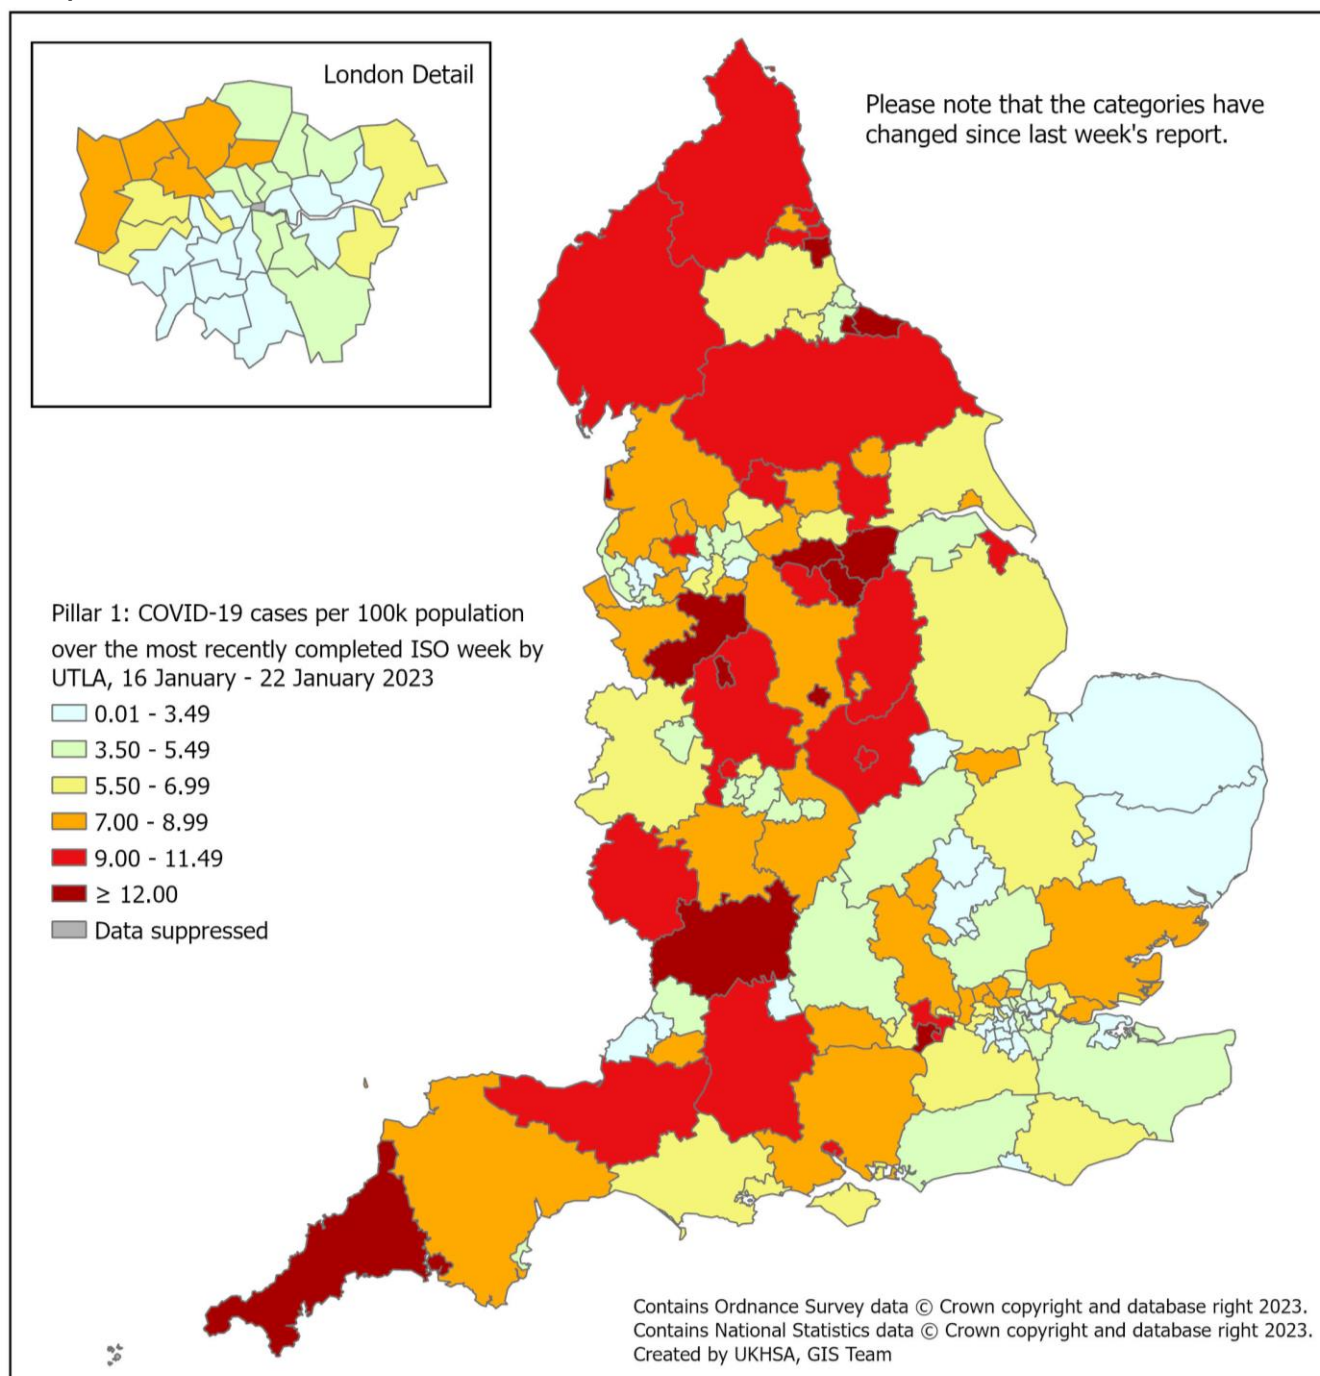 London Detail
Please note that the categories have
changed since last week's report.
Pillar 1: COVID-19 cases per 100k population
over the most recently completed ISO week by
UTLA, 16 January - 22 January 2023
0.01 - 3.49
3.50 - 5.49
5.50 - 6.99
7.00 - 8.99
9.00 - 11.49
≥ 12.00
Data suppressed
Contains Ordnance Survey data © Crown copyright and database right 2023.
Contains National Statistics data © Crown copyright and database right 2023.
Created by UKHSA, GIS Team